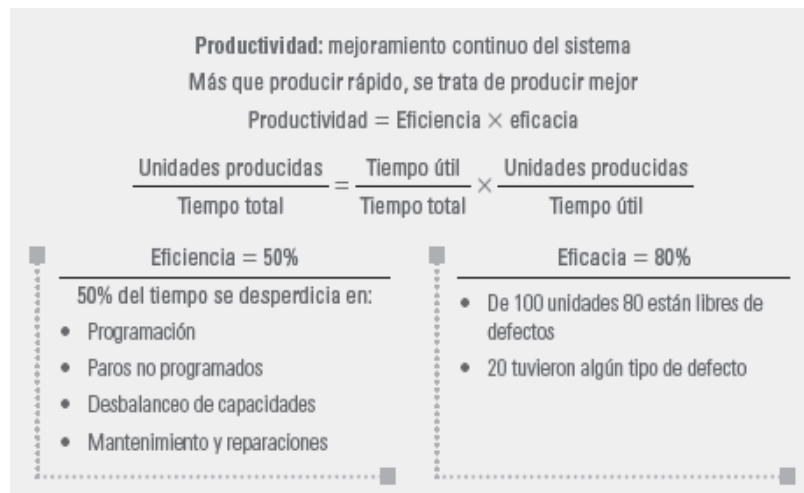 Productividad: mejoramiento continuo del sistema
Más que producir rápido, se trata de producir mejor
Productividad = Eficiencia × eficacia
Unidades producidas / Tiempo total = Tiempo útil / Tiempo total × Unidades producidas / Tiempo útil
Eficiencia = 50%
50% del tiempo se desperdicia en:
• Programación
• Paros no programados
• Desbalanceo de capacidades
• Mantenimiento y reparaciones
Eficacia = 80%
• De 100 unidades 80 están libres de
defectos
• 20 tuvieron algún tipo de defecto